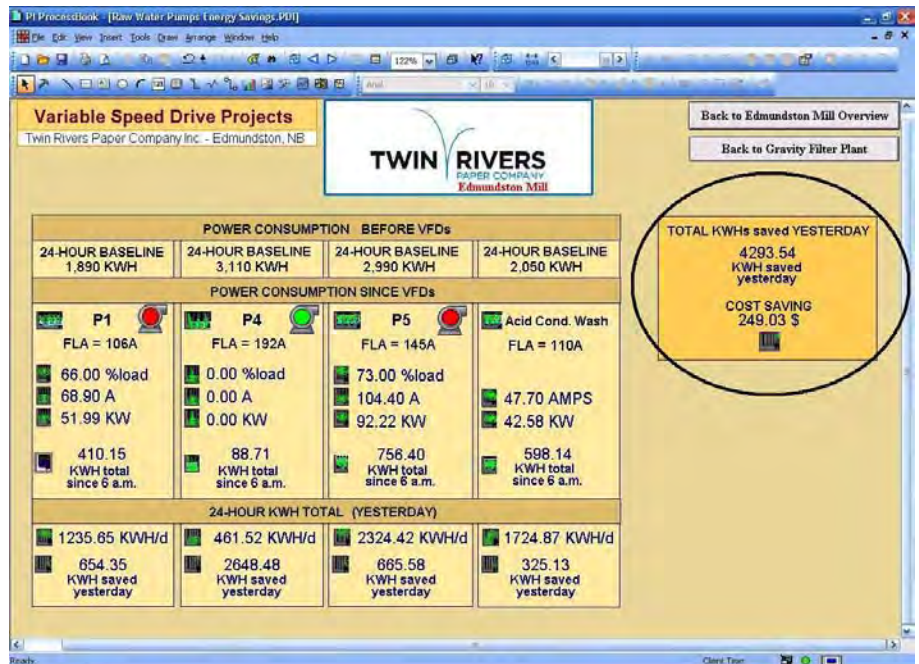 PI ProcessBook - [Raw Water Pumps Energy Savings.PDI]
File Edit View Insert Tools Draw Arrange Window Help
122%
Arial
Variable Speed Drive Projects
Twin Rivers Paper Company Inc. - Edmundston, NB
TWIN RIVERS
PAPER COMPANY
Edmundston Mill
Back to Edmundston Mill Overview
Back to Gravity Filter Plant
POWER CONSUMPTION BEFORE VFDs
24-HOUR BASELINE 24-HOUR BASELINE 24-HOUR BASELINE 24-HOUR BASELINE
1,890 KWH 3,110 KWH 2,990 KWH 2,050 KWH
POWER CONSUMPTION SINCE VFDs
P1 P4 P5 Acid Cond. Wash
FLA = 106A FLA = 192A FLA = 145A FLA = 110A
66.00 %load 0.00 %load 73.00 %load
68.90 A 0.00 A 104.40 A 47.70 AMPS
51.99 KW 0.00 KW 92.22 KW 42.58 KW
410.15 88.71 756.40 598.14
KWH total KWH total KWH total KWH total
since 6 a.m. since 6 a.m. since 6 a.m. since 6 a.m.
24-HOUR KWH TOTAL (YESTERDAY)
1235.65 KWH/d 461.52 KWH/d 2324.42 KWH/d 1724.87 KWH/d
654.35 2648.48 665.58 325.13
KWH saved KWH saved KWH saved KWH saved
yesterday yesterday yesterday yesterday
TOTAL KWHs saved YESTERDAY
4293.54
KWH saved
yesterday
COST SAVING
249.03 $
Ready
Client Time